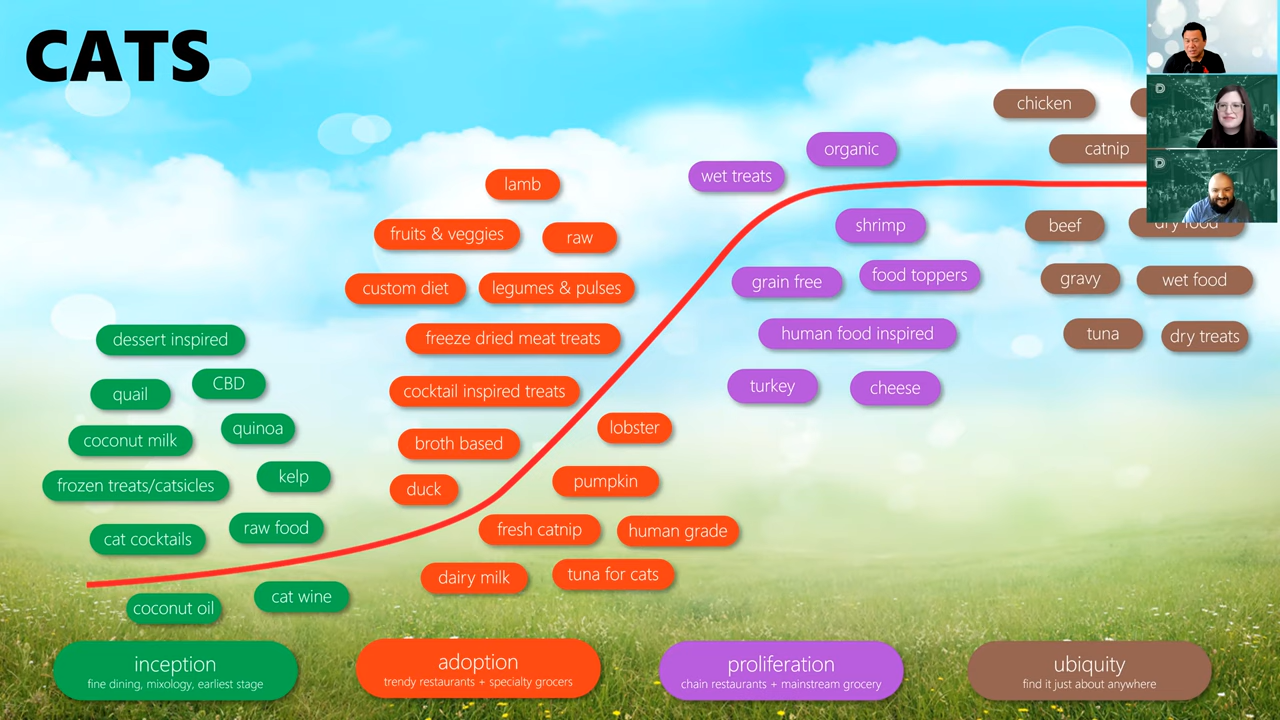 CATS
dessert inspired
quail
CBD
coconut milk
quinoa
frozen treats/catsicles
kelp
cat cocktails
raw food
coconut oil
cat wine
inception
fine dining, mixology, earliest stage
lamb
fruits & veggies
raw
custom diet
legumes & pulses
freeze dried meat treats
cocktail inspired treats
broth based
lobster
duck
pumpkin
fresh catnip
human grade
dairy milk
tuna for cats
adoption
trendy restaurants + specialty grocers
organic
wet treats
shrimp
grain free
food toppers
human food inspired
turkey
cheese
proliferation
chain restaurants + mainstream grocery
chicken
catnip
beef
dry food
gravy
wet food
tuna
dry treats
ubiquity
find it just about anywhere